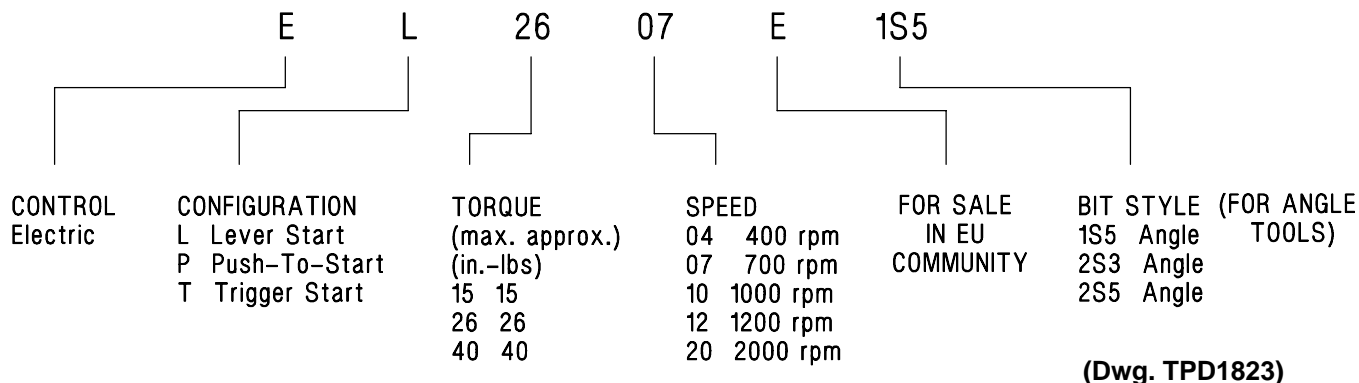 E L 26 07 E 1S5
CONTROL
Electric
CONFIGURATION
L Lever Start
P Push-To-Start
T Trigger Start
TORQUE
(max. approx.)
(in.-lbs)
15 15
26 26
40 40
SPEED
04 400 rpm
07 700 rpm
10 1000 rpm
12 1200 rpm
20 2000 rpm
FOR SALE
IN EU
COMMUNITY
BIT STYLE (FOR ANGLE
TOOLS)
1S5 Angle
2S3 Angle
2S5 Angle
(Dwg. TPD1823)